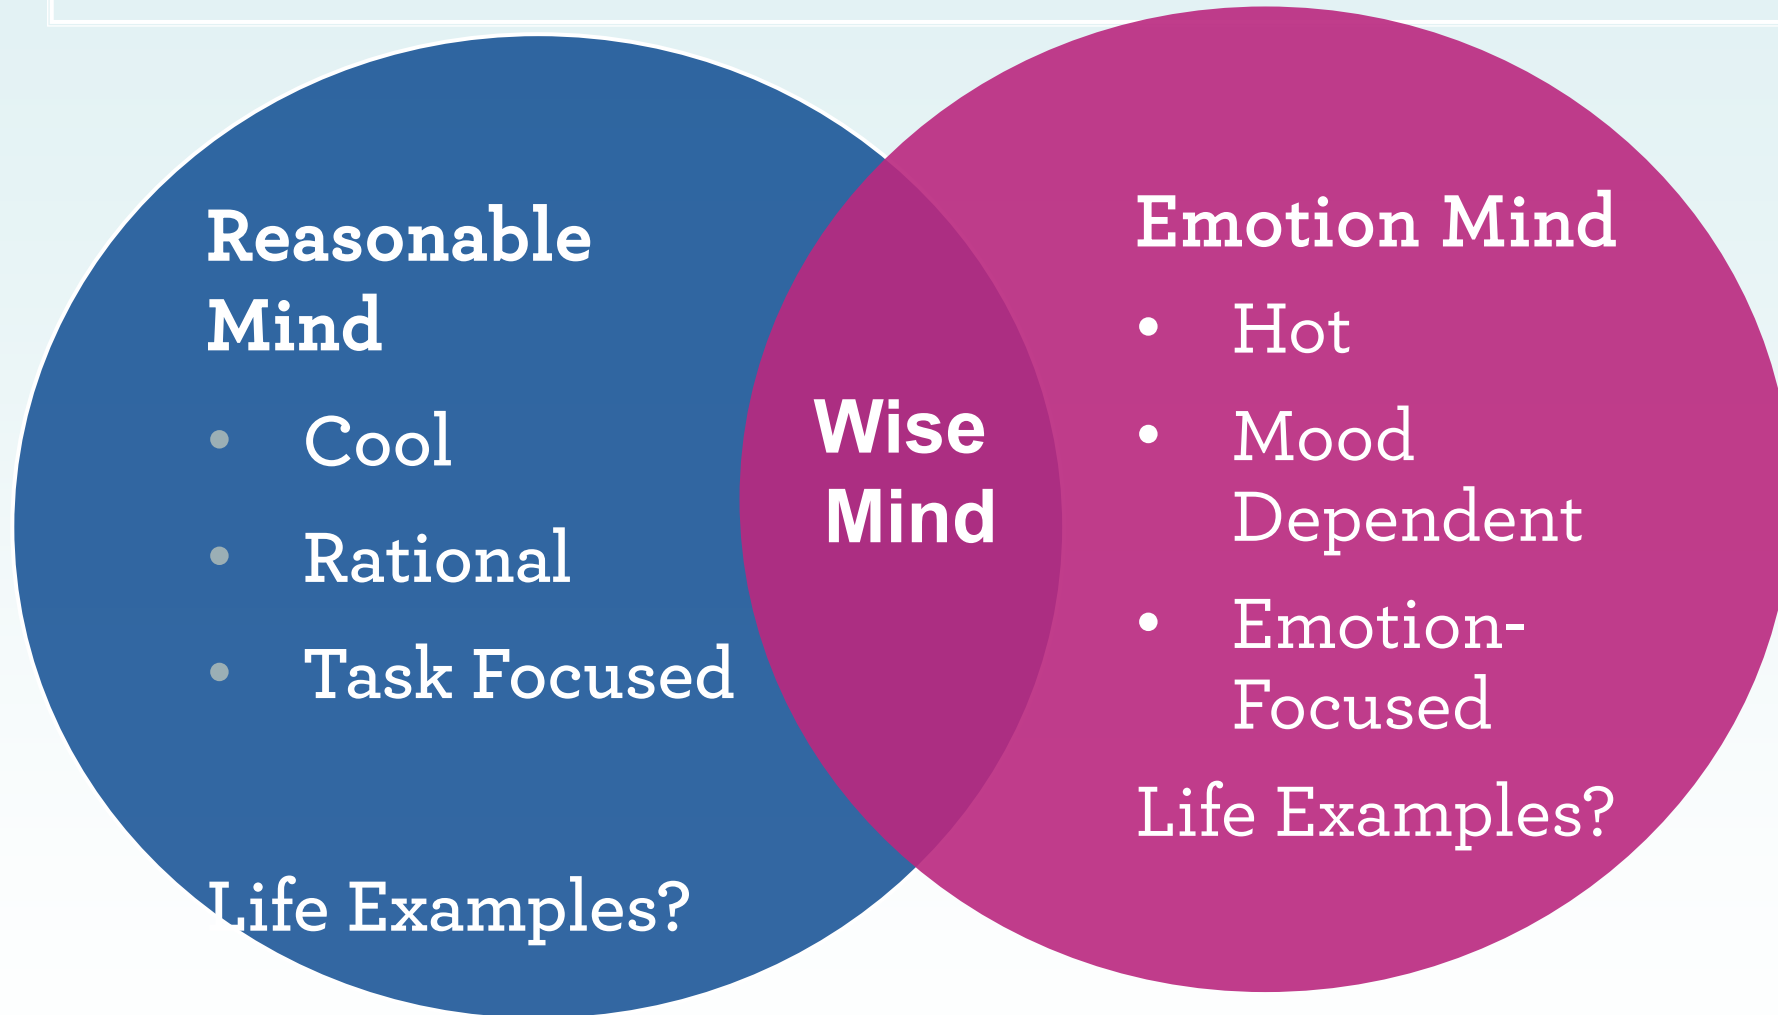 Reasonable
Mind
• Cool
• Rational
• Task Focused
Life Examples?
Wise
Mind
Emotion Mind
• Hot
• Mood
Dependent
• Emotion-
Focused
Life Examples?